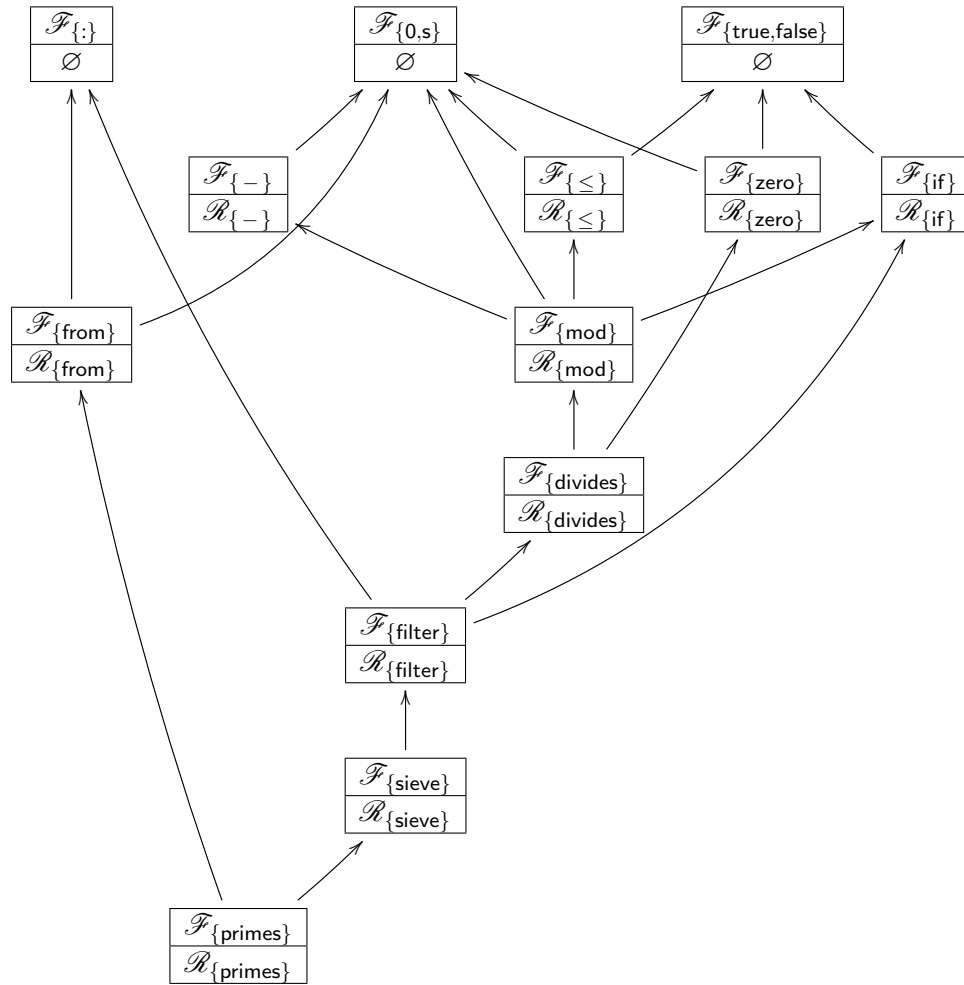 ℱ{:}
∅
ℱ{0,s}
∅
ℱ{true,false}
∅
ℱ{−}
ℛ{−}
ℱ{≤}
ℛ{≤}
ℱ{zero}
ℛ{zero}
ℱ{if}
ℛ{if}
ℱ{from}
ℛ{from}
ℱ{mod}
ℛ{mod}
ℱ{divides}
ℛ{divides}
ℱ{filter}
ℛ{filter}
ℱ{sieve}
ℛ{sieve}
ℱ{primes}
ℛ{primes}